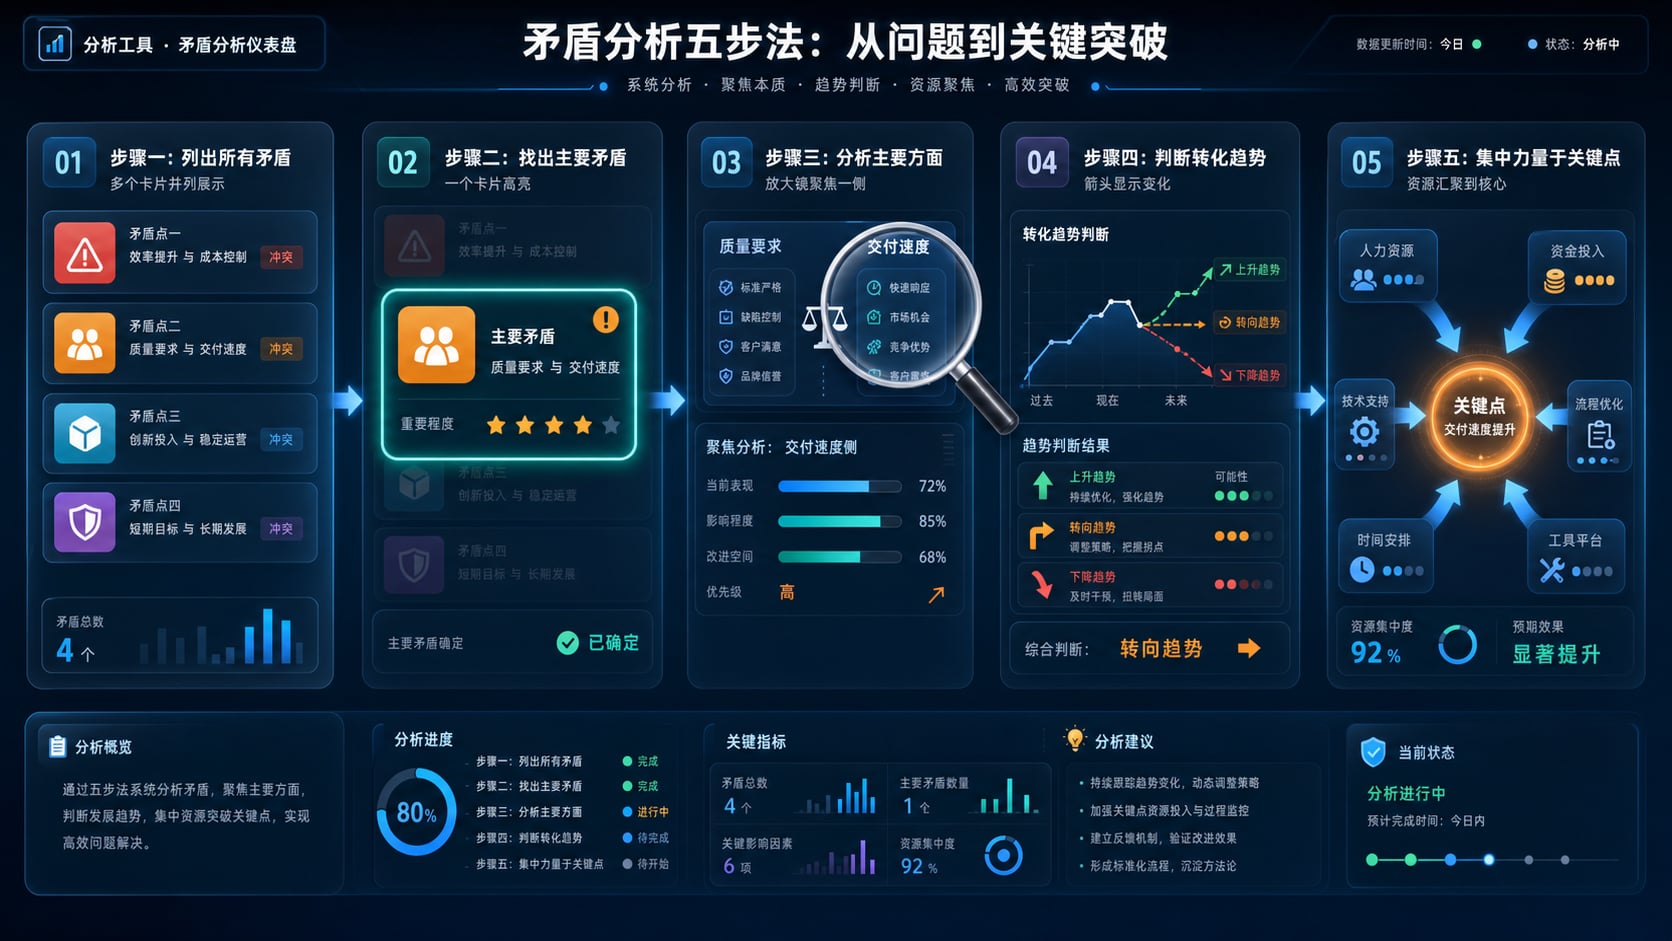 分析工具 · 矛盾分析仪表盘
矛盾分析五步法：从问题到关键突破
系统分析 · 聚焦本质 · 趋势判断 · 资源聚焦 · 高效突破
数据更新时间：今日
状态：分析中
01
步骤一：列出所有矛盾
多个卡片并列展示
矛盾点一
效率提升 与 成本控制
冲突
矛盾点二
质量要求 与 交付速度
冲突
矛盾点三
创新投入 与 稳定运营
冲突
矛盾点四
短期目标 与 长期发展
冲突
矛盾总数
4 个
02
步骤二：找出主要矛盾
一个卡片高亮
矛盾点一
效率提升 与 成本控制
主要矛盾
质量要求 与 交付速度
重要程度
矛盾点三
创新投入 与 稳定运营
矛盾点四
短期目标 与 长期发展
主要矛盾确定
已确定
03
步骤三：分析主要方面
放大镜聚焦一侧
质量要求
标准严格
缺陷控制
客户满意
品牌信誉
交付速度
快速响应
市场机会
竞争优势
聚焦分析：交付速度侧
当前表现
72%
影响程度
85%
改进空间
68%
优先级
高
04
步骤四：判断转化趋势
箭头显示变化
转化趋势判断
上升趋势
转向趋势
下降趋势
过去
现在
未来
趋势判断结果
上升趋势
持续优化，强化趋势
可能性
转向趋势
调整策略，把握拐点
下降趋势
及时干预，扭转局面
综合判断：
转向趋势
05
步骤五：集中力量于关键点
资源汇聚到核心
人力资源
资金投入
技术支持
关键点
交付速度提升
流程优化
时间安排
工具平台
资源集中度
92 %
预期效果
显著提升
分析概览
通过五步法系统分析矛盾，聚焦主要方面，
判断发展趋势，集中资源突破关键点，实现
高效问题解决。
分析进度
80%
步骤一：列出所有矛盾
完成
步骤二：找出主要矛盾
完成
步骤三：分析主要方面
进行中
步骤四：判断转化趋势
待完成
步骤五：集中力量于关键点
待开始
关键指标
矛盾总数
4 个
主要矛盾数量
1 个
关键影响因素
6 项
资源集中度
92 %
分析建议
· 持续跟踪趋势变化，动态调整策略
· 加强关键点资源投入与过程监控
· 建立反馈机制，验证改进效果
· 形成标准化流程，沉淀方法论
当前状态
分析进行中
预计完成时间：今日内